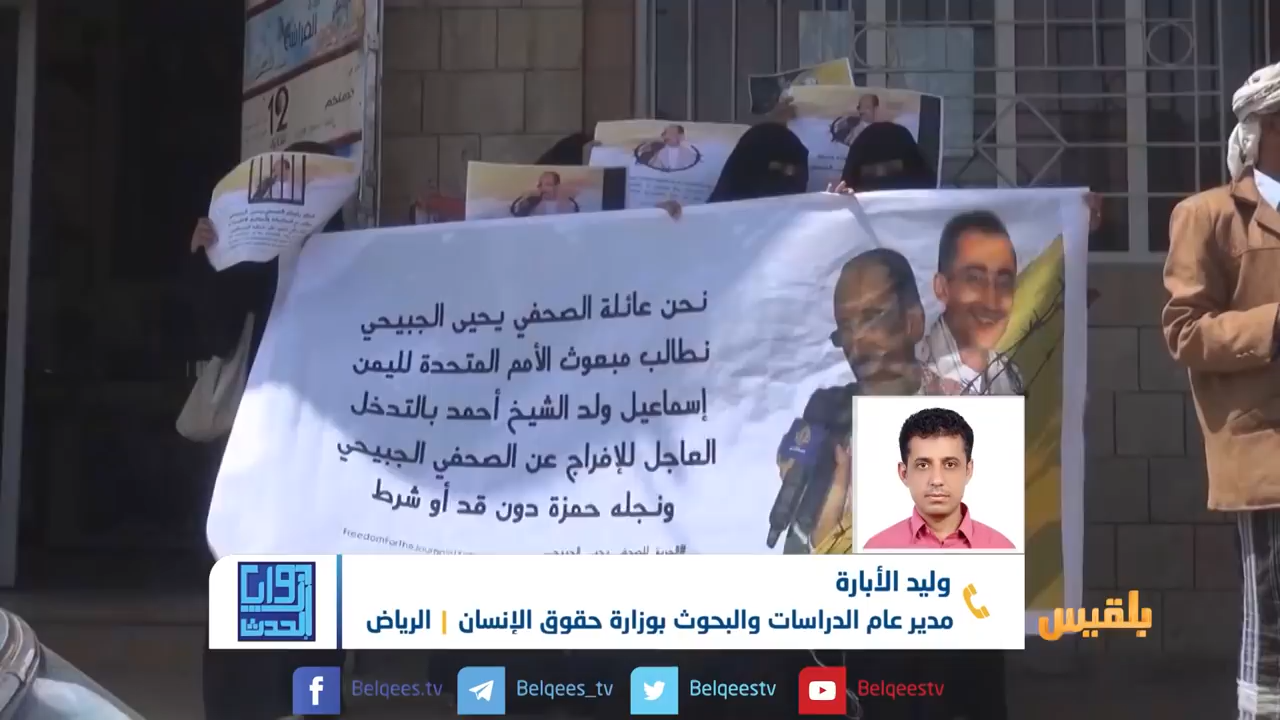 12
نحن عائلة الصحفي يحيى الجبيحي
نطالب مبعوث الأمم المتحدة لليمن
إسماعيل ولد الشيخ أحمد بالتدخل
العاجل للإفراج عن الصحفي الجبيحي
ونجله حمزة دون قد أو شرط
FreedomForTheJournalist
وليد الأبارة
مدير عام الدراسات والبحوث بوزارة حقوق الإنسان | الرياض
زوايا الحدث
بلقيس
Belqees.tv
Belqees_tv
Belqeestv
Belqeestv